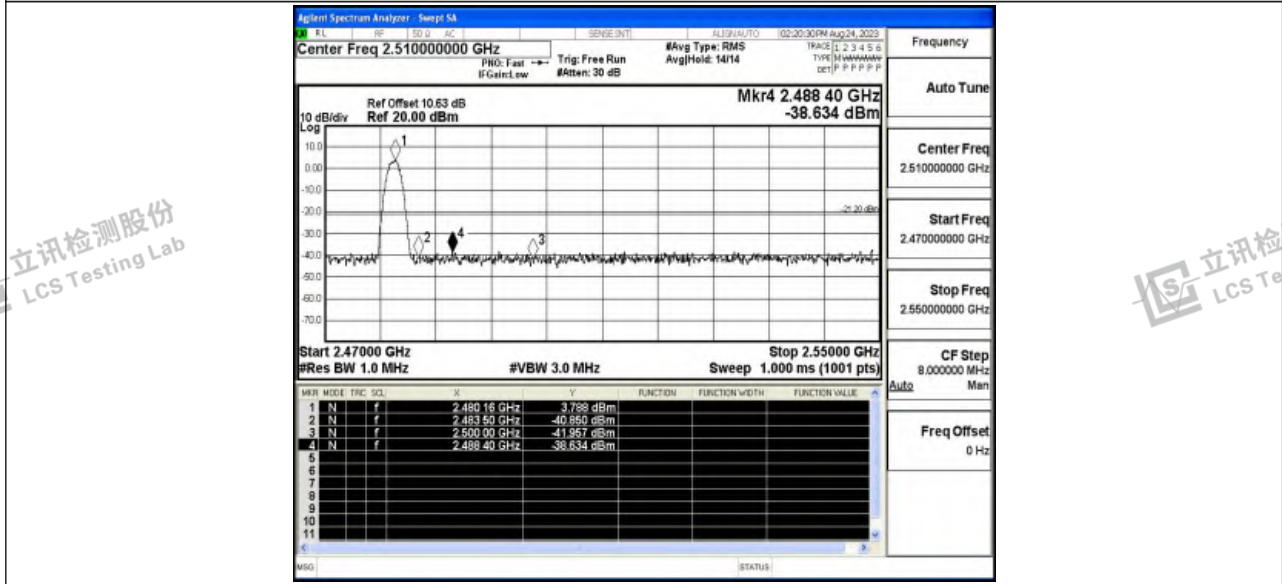 Agilent Spectrum Analyzer - Swept SA
RL RF 50 Ω AC SENSE:INT ALIGNAUTO 02:20:30 PM Aug 24, 2023
Center Freq 2.510000000 GHz
PNO: Fast
IFGain:Low
Trig: Free Run
#Atten: 30 dB
#Avg Type: RMS
Avg|Hold: 14/14
TRACE 1 2 3 4 5 6
TYPE M WWWWW
DET P P P P P P
Frequency
Auto Tune
Center Freq
2.510000000 GHz
Start Freq
2.470000000 GHz
Stop Freq
2.550000000 GHz
CF Step
8.000000 MHz
Auto Man
Freq Offset
0 Hz
Mkr4 2.488 40 GHz
-38.634 dBm
Ref Offset 10.63 dB
10 dB/div Ref 20.00 dBm
Log
10.0
0.00
-10.0
-20.0
-30.0
-40.0
-50.0
-60.0
-70.0
1
2
4
3
-21.20 dBm
Start 2.47000 GHz Stop 2.55000 GHz
#Res BW 1.0 MHz #VBW 3.0 MHz Sweep 1.000 ms (1001 pts)
MKR MODE TRC SCL X Y FUNCTION FUNCTION WIDTH FUNCTION VALUE
1 N f 2.480 16 GHz 3.788 dBm
2 N f 2.483 50 GHz -40.850 dBm
3 N f 2.500 00 GHz -41.957 dBm
4 N f 2.488 40 GHz -38.634 dBm
5
6
7
8
9
10
11
MSG STATUS
立讯检测股份
LCS Testing Lab
立讯检
LCS Te